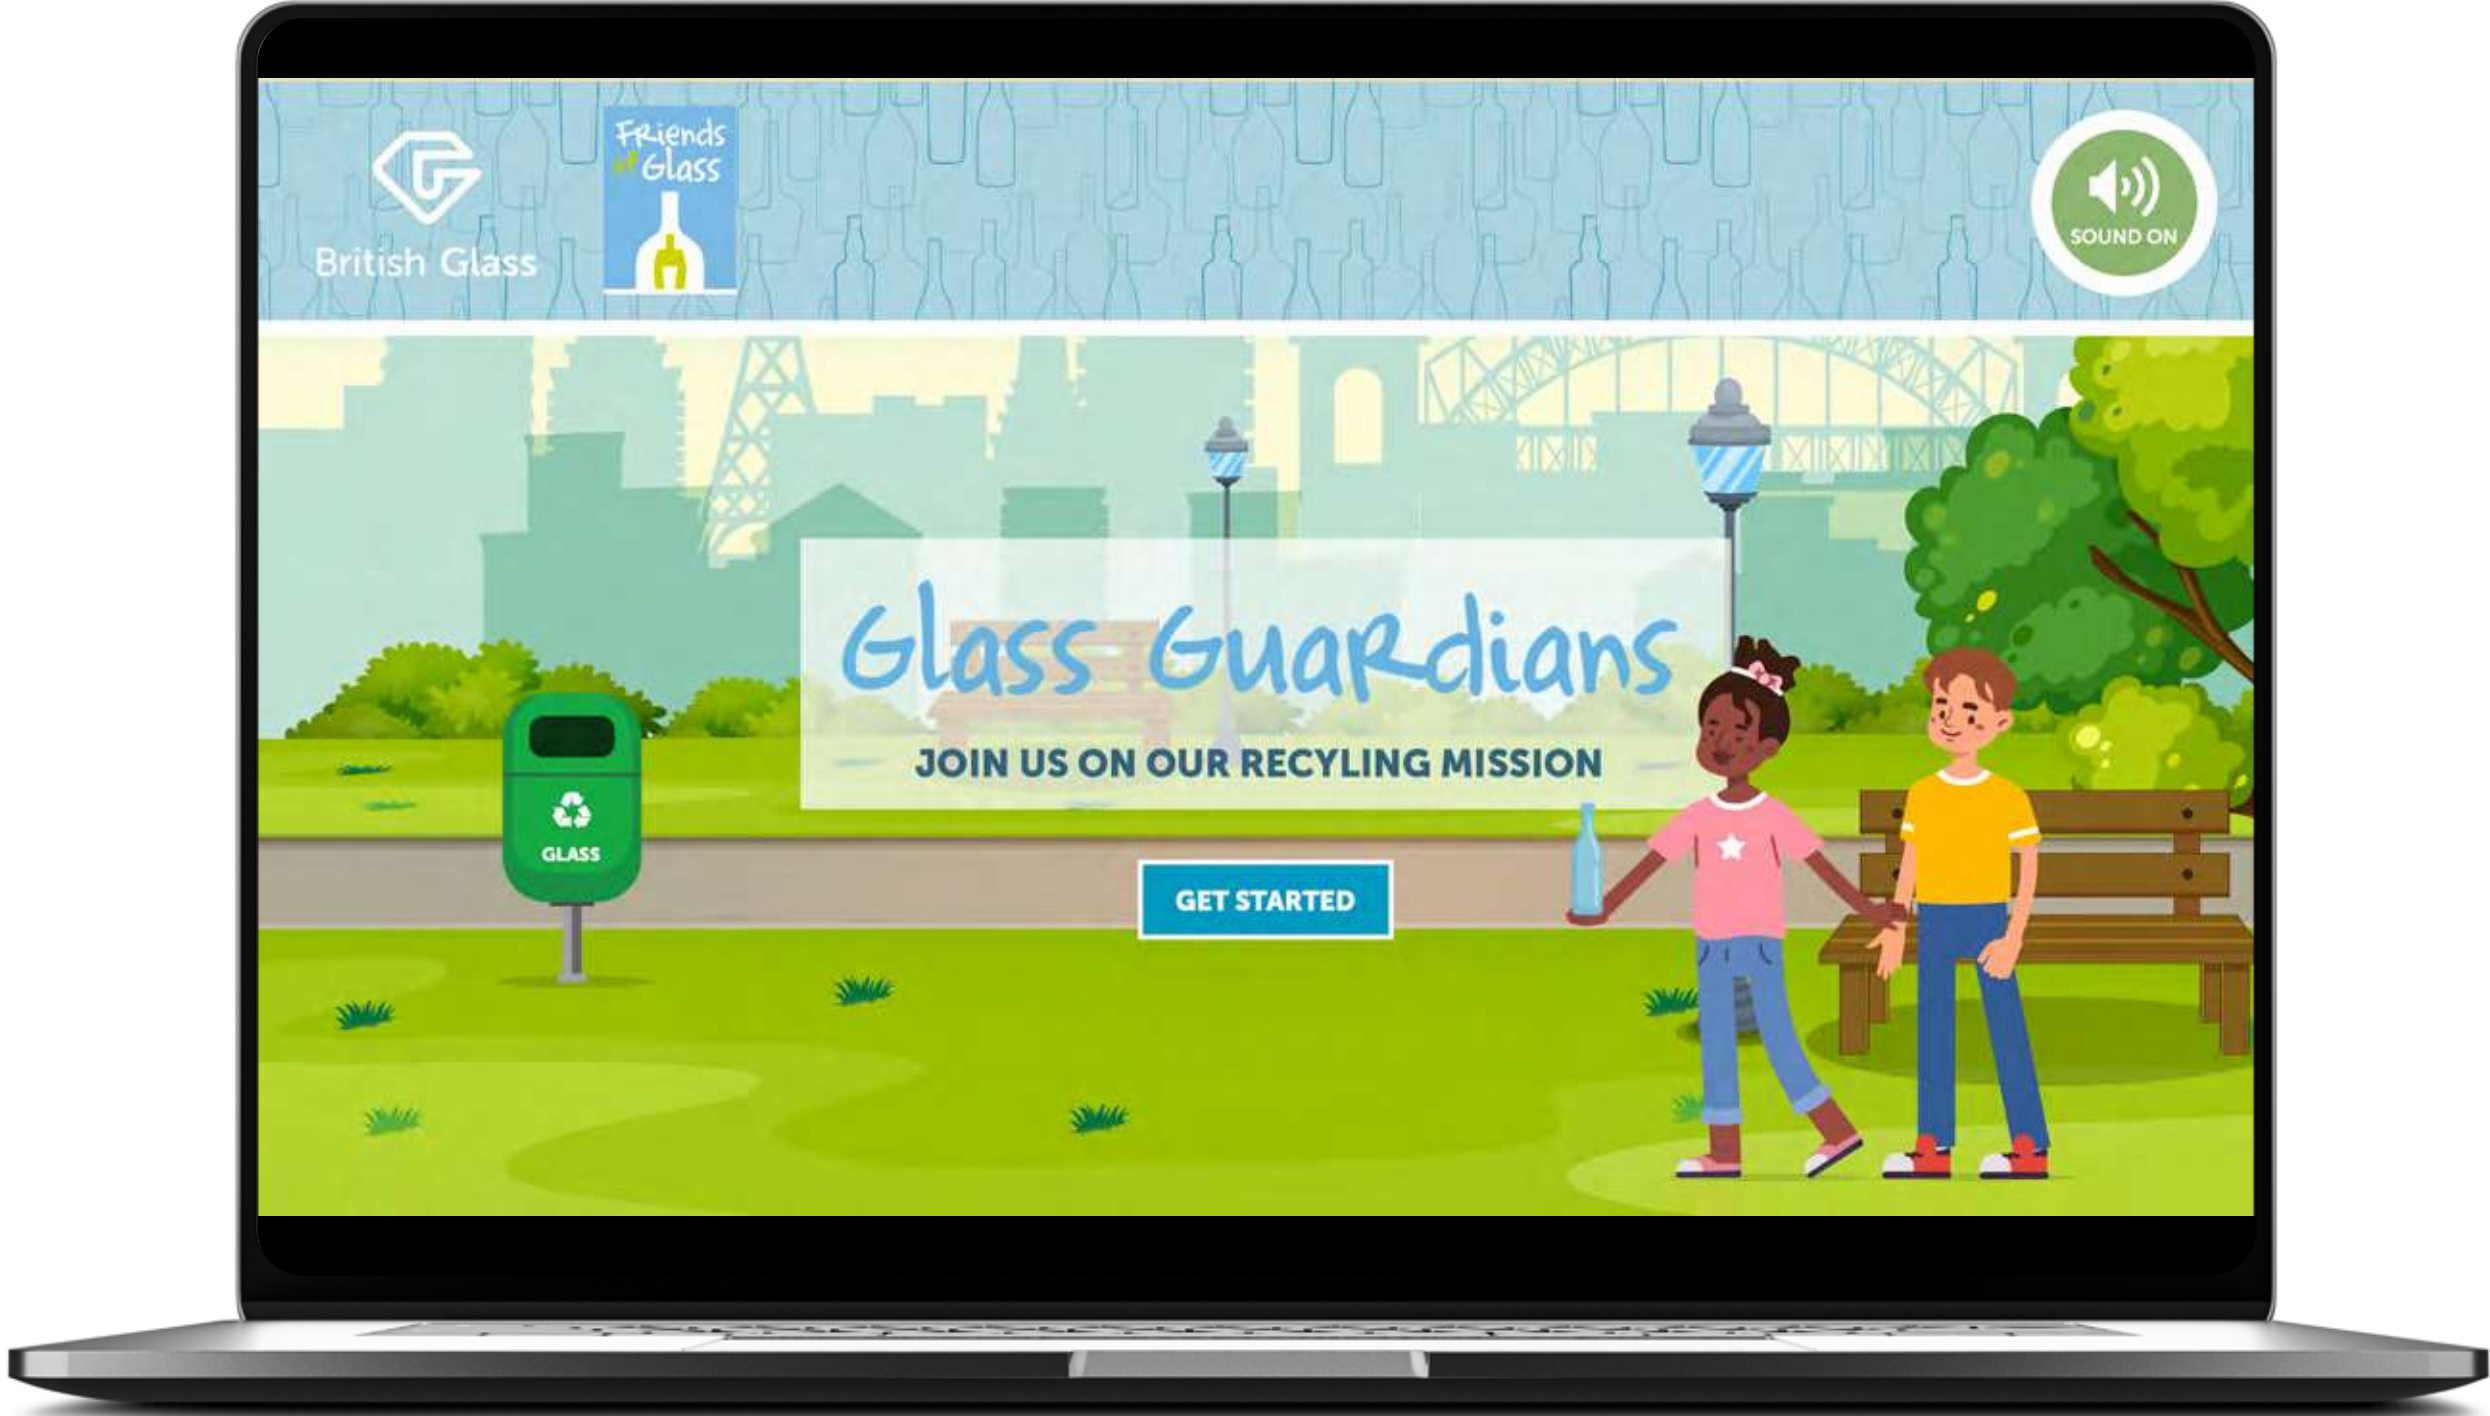 British Glass
FRiends
of Glass
SOUND ON
Glass GuaRdians
JOIN US ON OUR RECYLING MISSION
GLASS
GET STARTED